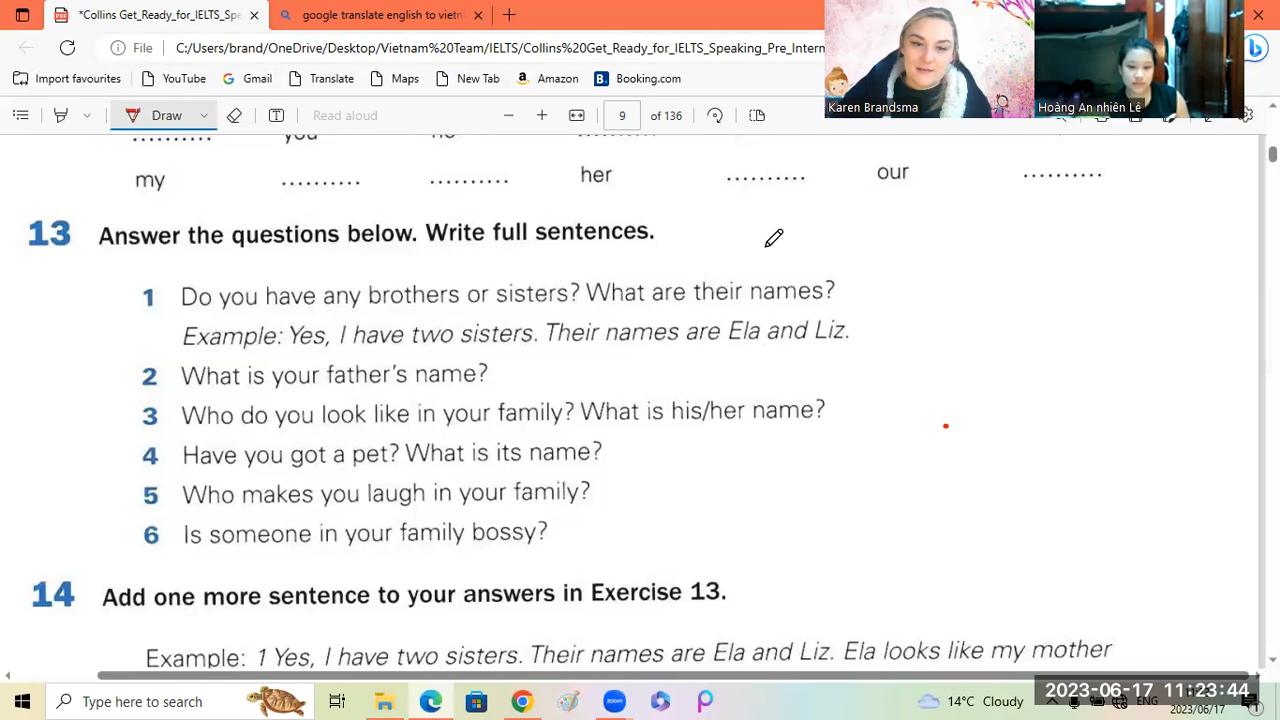 *Collins Get_Ready_for_IELTS_Spe
google translate english to vietn
File
C:/Users/brand/OneDrive/Desktop/Vietnam%20Team/IELTS/Collins%20Get_Ready_for_IELTS_Speaking_Pre_Intern
Import favourites YouTube Gmail Translate Maps New Tab Amazon Booking.com
Karen Brandsma
Hoàng An nhiên Lê
Draw Read aloud 9 of 136
.......... you he ..........
my .......... .......... her .......... our ..........
13 Answer the questions below. Write full sentences.
1 Do you have any brothers or sisters? What are their names?
Example: Yes, I have two sisters. Their names are Ela and Liz.
2 What is your father's name?
3 Who do you look like in your family? What is his/her name?
4 Have you got a pet? What is its name?
5 Who makes you laugh in your family?
6 Is someone in your family bossy?
14 Add one more sentence to your answers in Exercise 13.
Example: 1 Yes, I have two sisters. Their names are Ela and Liz. Ela looks like my mother
Type here to search
14°C Cloudy
ENG
2023-06-17 11:23:44
2023/06/17